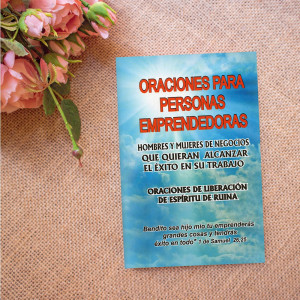 ORACIONES PARA
PERSONAS
EMPRENDEDORAS
HOMBRES Y MUJERES DE NEGOCIOS
QUE QUIERAN ALCANZAR
EL ÉXITO EN SU TRABAJO
ORACIONES DE LIBERACIÓN
DE ESPÍRITU DE RUINA
Bendito sea hijo mío tu emprenderás
grandes cosas y tendrás
éxito en todo" 1 de Samuel 26,25